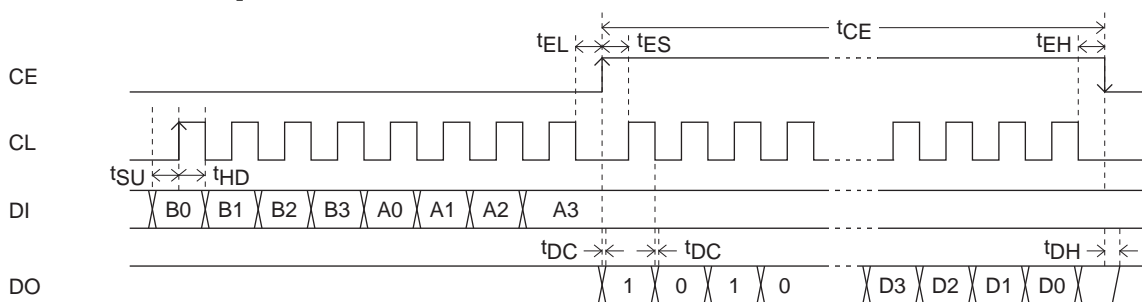 tCE
tEL tES tEH
CE
CL
tSU tHD
DI B0 B1 B2 B3 A0 A1 A2 A3
tDC tDC tDH
DO 1 0 1 0 D3 D2 D1 D0